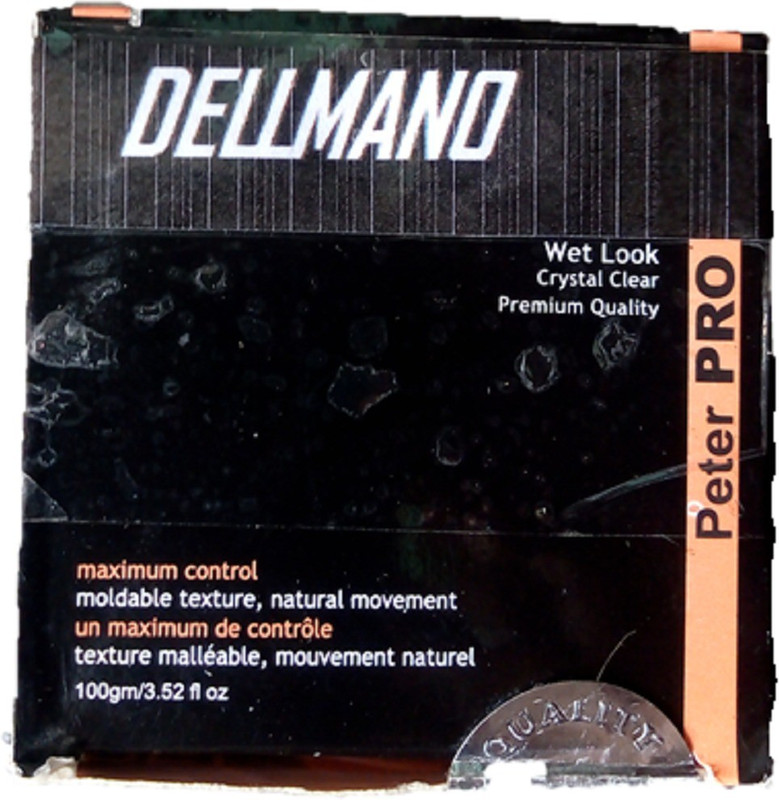 DELLMANO
Wet Look
Crystal Clear
Premium Quality
Peter PRO
maximum control
moldable texture, natural movement
un maximum de contrôle
texture malléable, mouvement naturel
100gm/3.52 fl oz
QUALITY